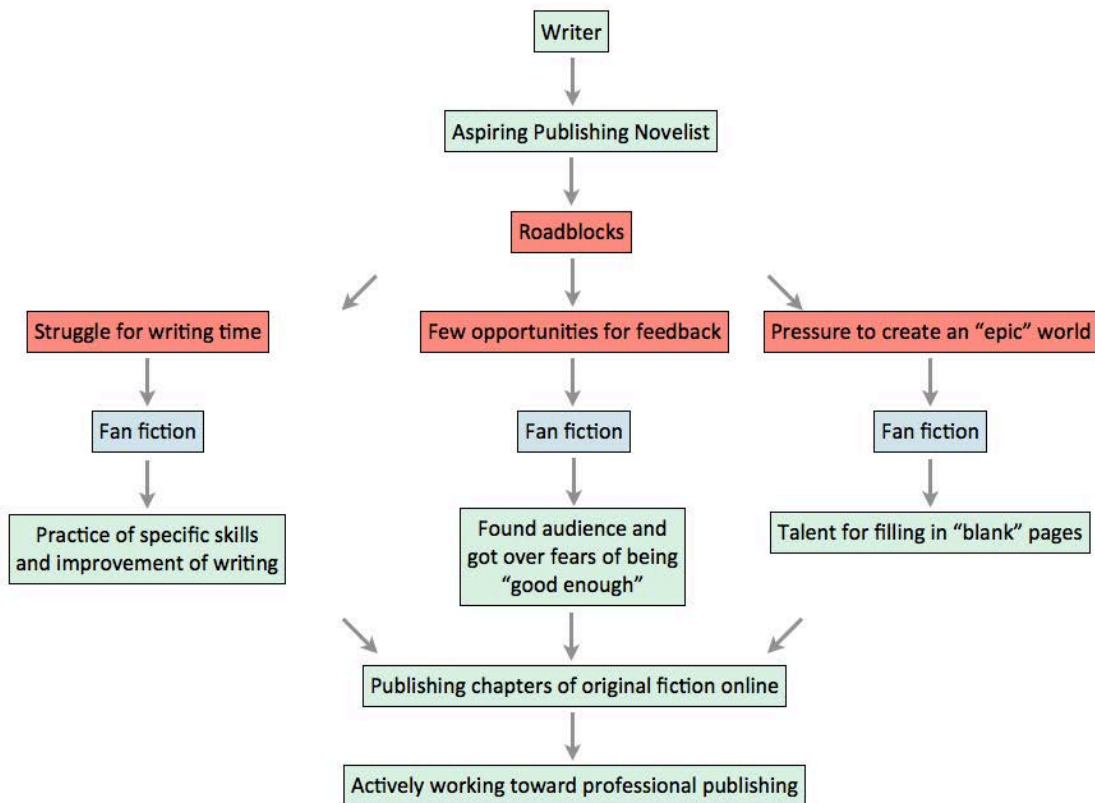 Writer
Aspiring Publishing Novelist
Roadblocks
Struggle for writing time
Few opportunities for feedback
Pressure to create an “epic” world
Fan fiction
Fan fiction
Fan fiction
Practice of specific skills
and improvement of writing
Found audience and
got over fears of being
“good enough”
Talent for filling in “blank” pages
Publishing chapters of original fiction online
Actively working toward professional publishing